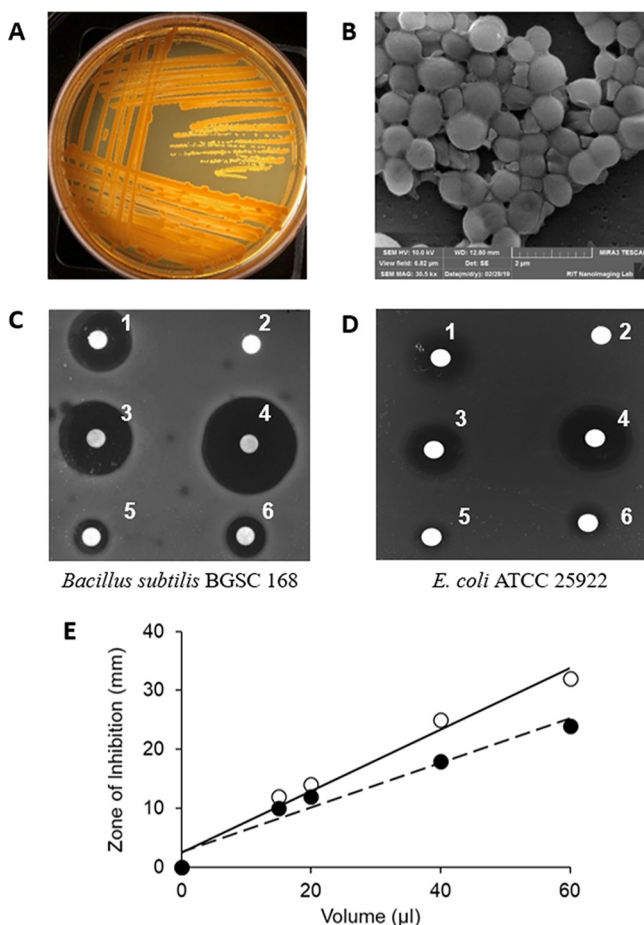 A
B
SEM HV: 10.0 kV WD: 12.80 mm MIRA3 TESCAN
View field: 6.82 µm Det: SE 2 µm
SEM MAG: 30.5 kx Date(m/d/y): 02/28/19 RIT NanoImaging Lab
C
1 2
3 4
5 6
D
1 2
3 4
5 6
Bacillus subtilis BGSC 168
E. coli ATCC 25922
E
Zone of Inhibition (mm)
40
30
20
10
0
0 20 40 60
Volume (µl)